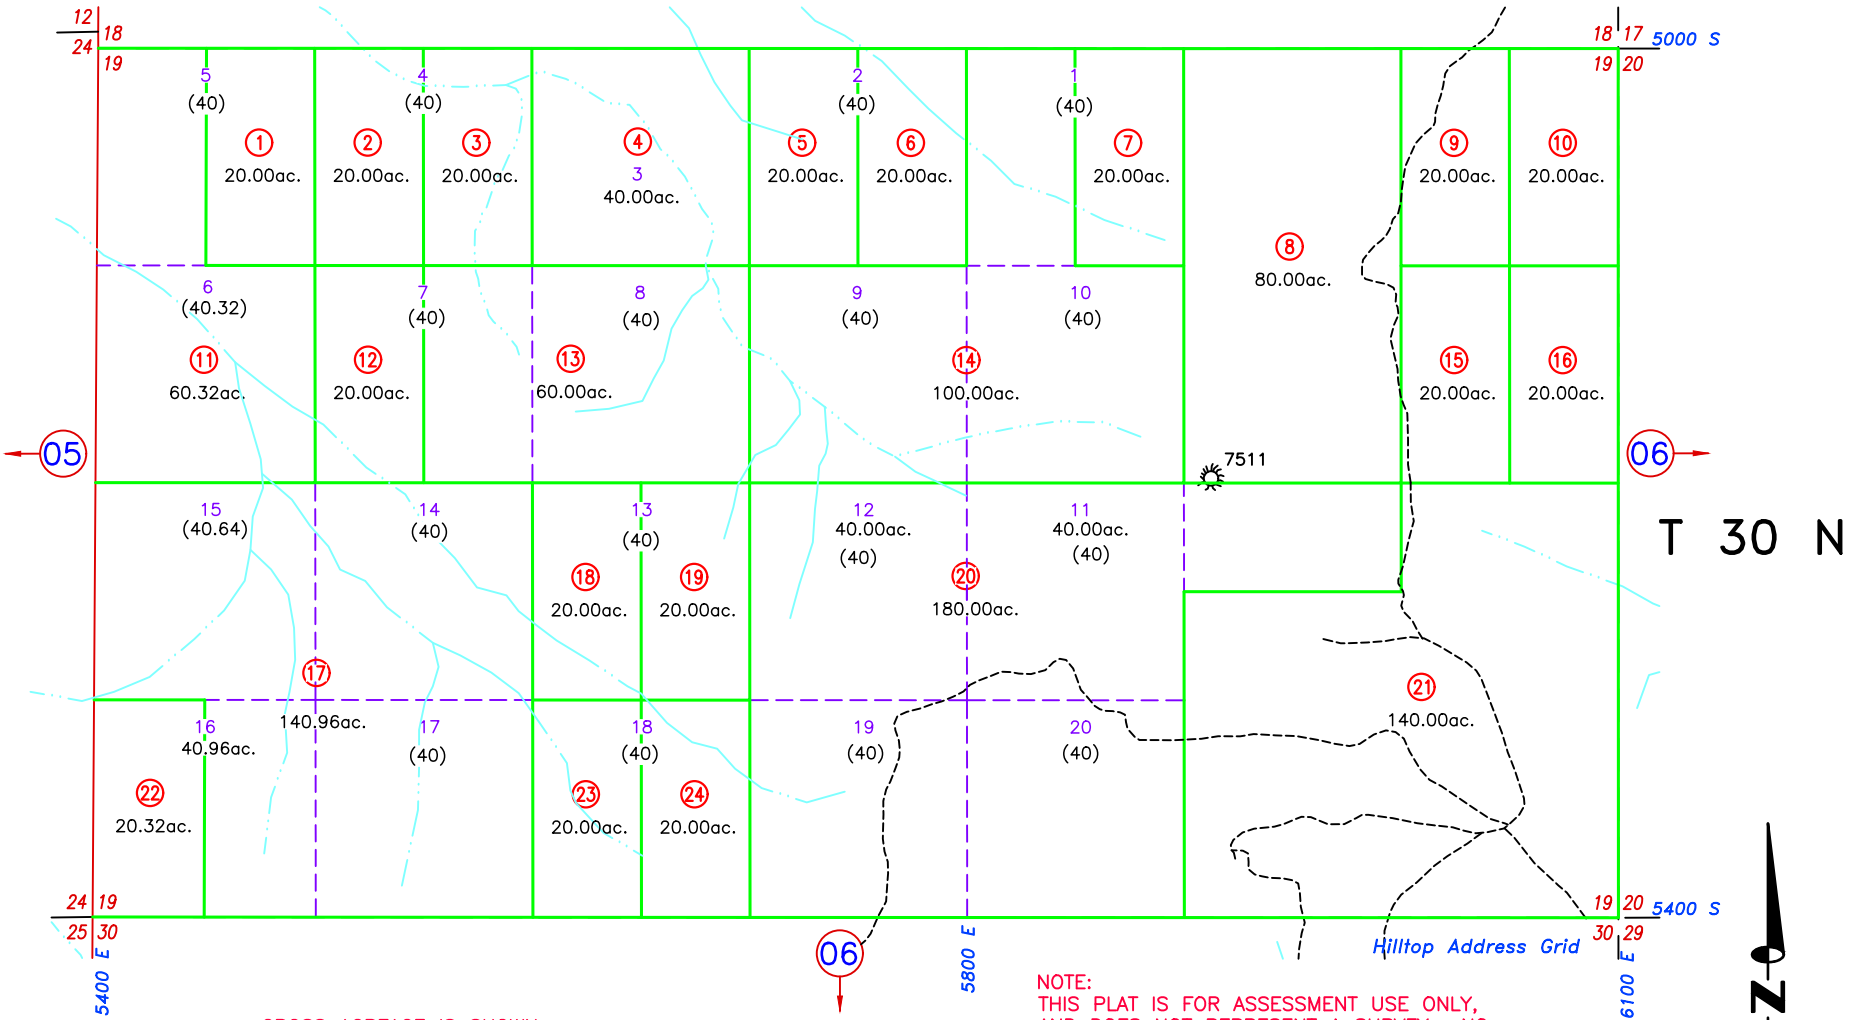 12 18
24 19
18 17
19 20
5000 S
5
(40)
4
(40)
2
(40)
1
(40)
1
20.00ac.
2
20.00ac.
3
20.00ac.
4
3
40.00ac.
5
20.00ac.
6
20.00ac.
7
20.00ac.
8
80.00ac.
9
20.00ac.
10
20.00ac.
6
(40.32)
7
(40)
8
(40)
9
(40)
10
(40)
11
60.32ac.
12
20.00ac.
13
60.00ac.
14
100.00ac.
15
20.00ac.
16
20.00ac.
05
7511
06
15
(40.64)
14
(40)
13
(40)
12
40.00ac.
(40)
11
40.00ac.
(40)
T 30 N
18
20.00ac.
19
20.00ac.
20
180.00ac.
17
140.96ac.
21
140.00ac.
16
40.96ac.
17
(40)
18
(40)
19
(40)
20
(40)
22
20.32ac.
23
20.00ac.
24
20.00ac.
24 19
25 30
19 20
30 29
5400 S
5400 E
06
5800 E
Hilltop Address Grid
6100 E
N
NOTE:
THIS PLAT IS FOR ASSESSMENT USE ONLY,